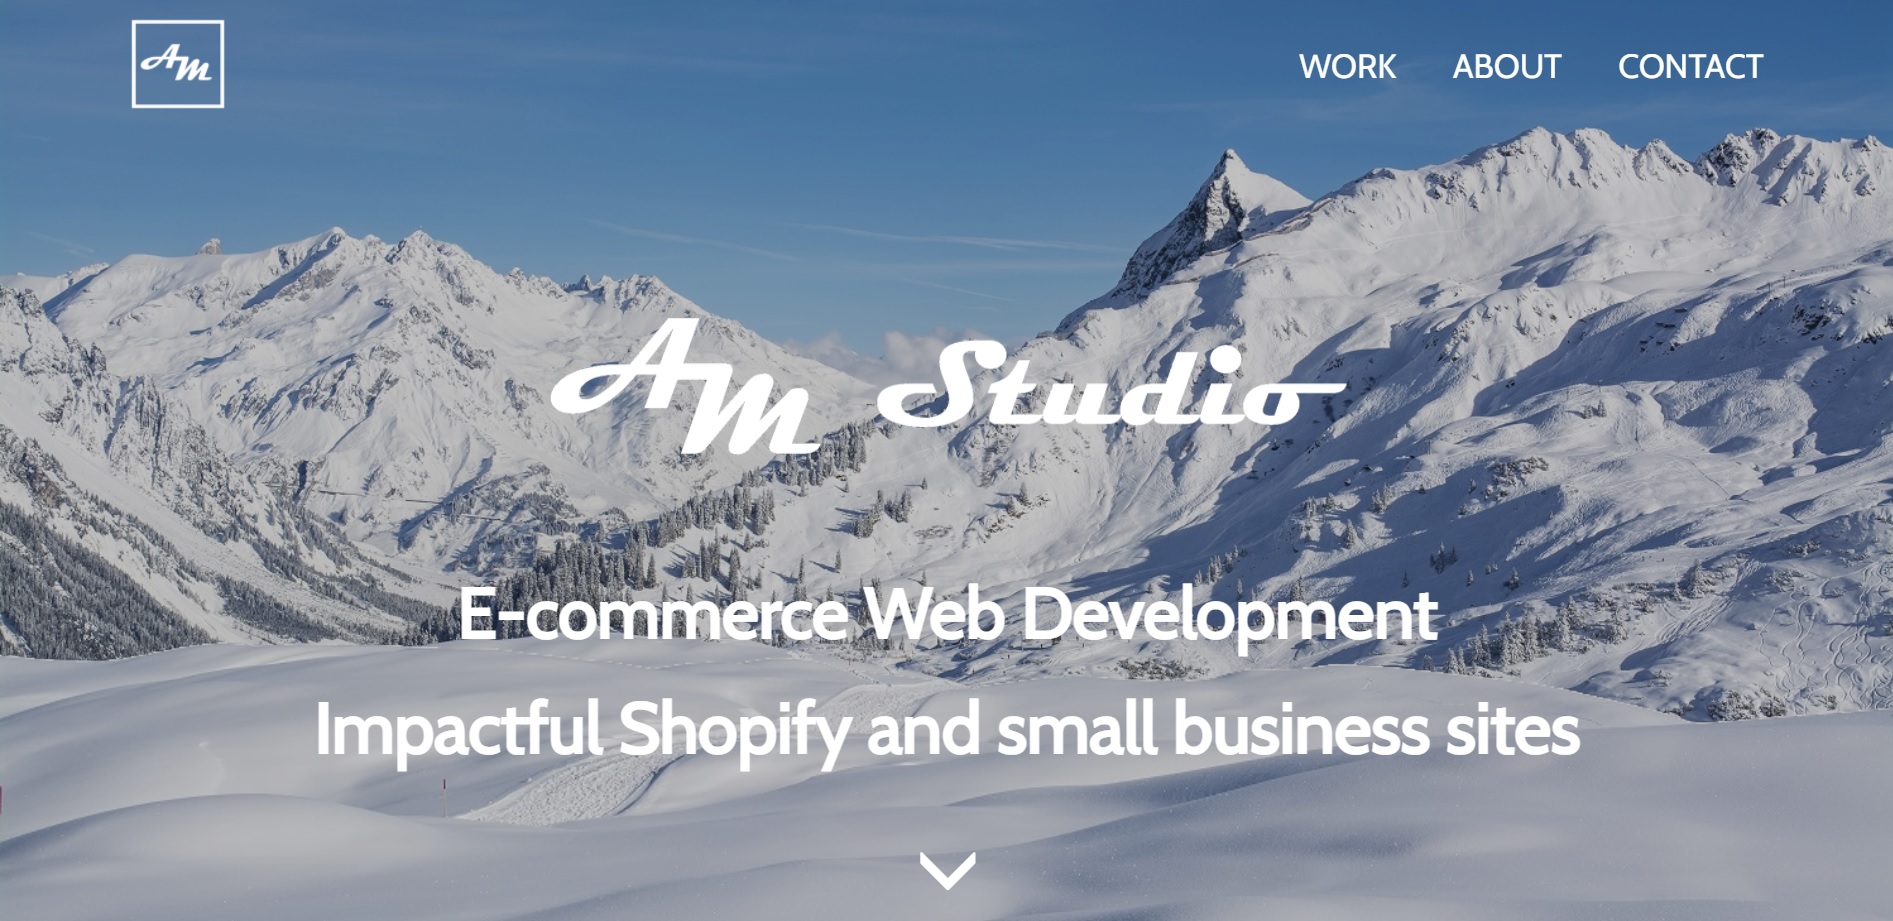 AM
WORK ABOUT CONTACT
AM Studio
E-commerce Web Development
Impactful Shopify and small business sites